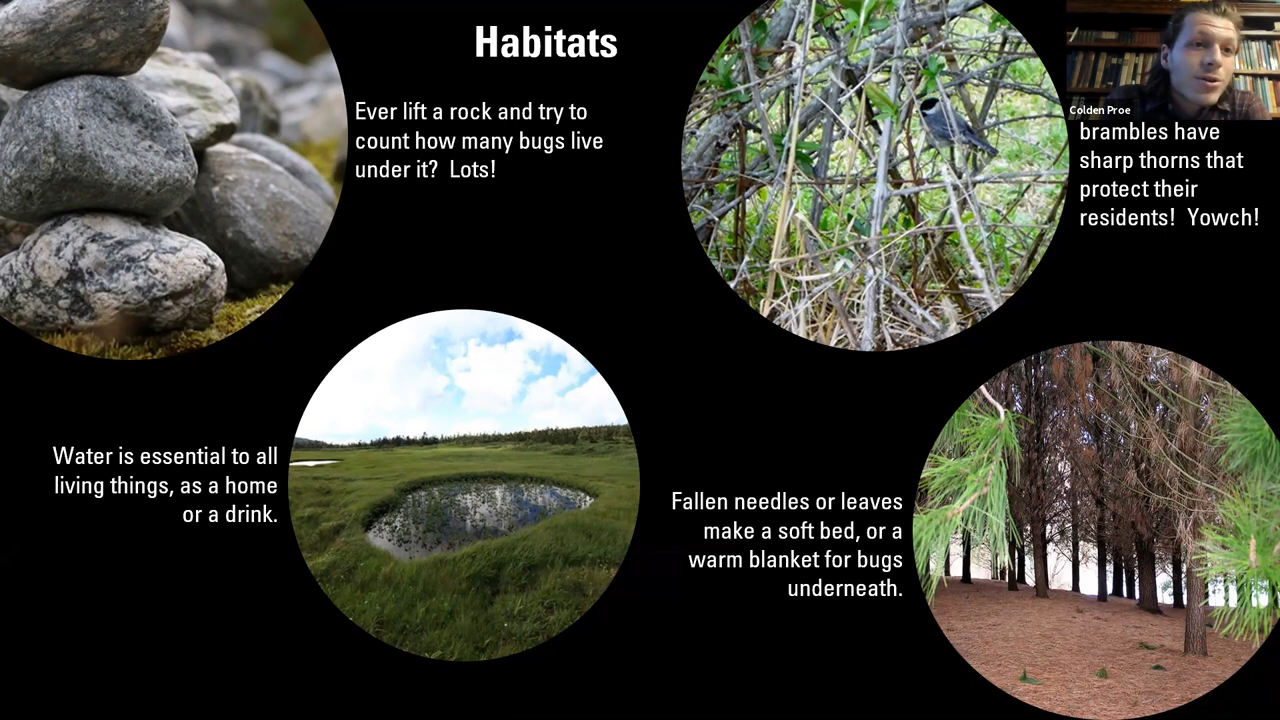 Habitats
Ever lift a rock and try to
count how many bugs live
under it? Lots!
Colden Proe
brambles have
sharp thorns that
protect their
residents! Yowch!
Water is essential to all
living things, as a home
or a drink.
Fallen needles or leaves
make a soft bed, or a
warm blanket for bugs
underneath.